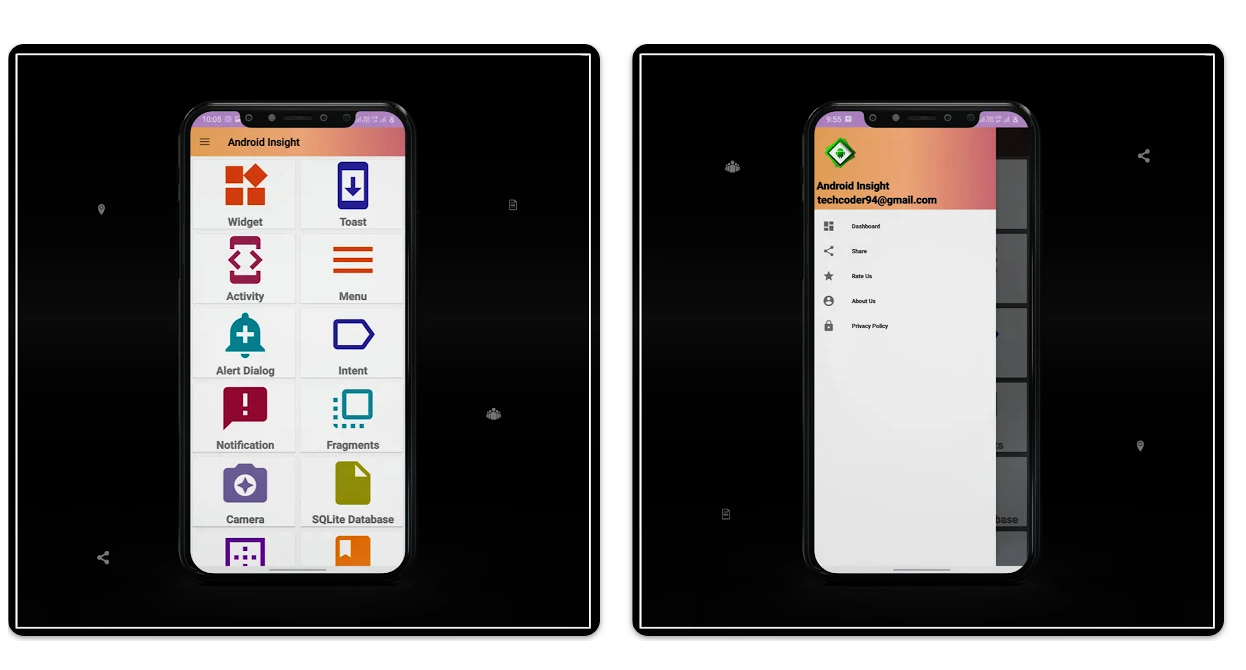 10:05
Android Insight
Widget
Toast
Activity
Menu
Alert Dialog
Intent
Notification
Fragments
Camera
SQLite Database
9:55
Android Insight
techcoder94@gmail.com
Dashboard
Share
Rate Us
About Us
Privacy Policy
ts
base